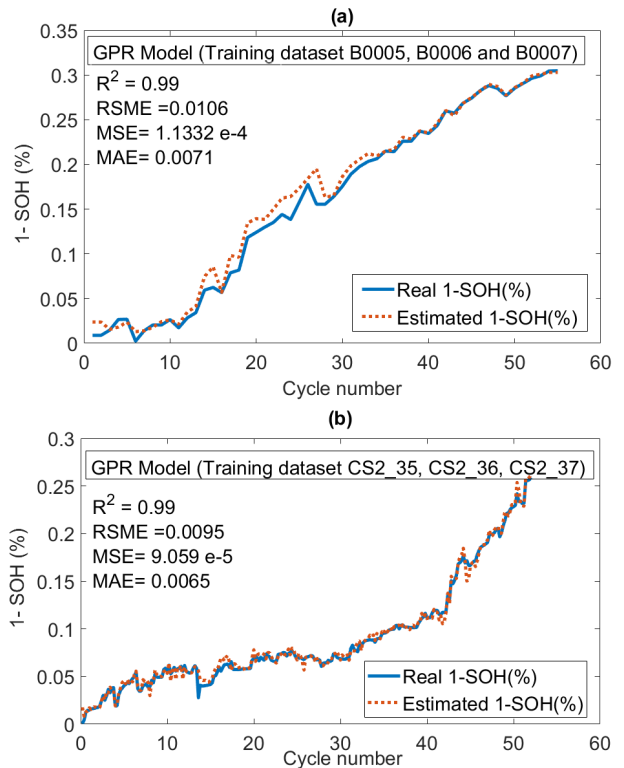 (a)
GPR Model (Training dataset B0005, B0006 and B0007)
R2 = 0.99
RSME =0.0106
MSE= 1.1332 e-4
MAE= 0.0071
0.35
0.3
0.25
0.2
0.15
0.1
0.05
0
1- SOH (%)
Real 1-SOH(%)
Estimated 1-SOH(%)
0 10 20 30 40 50 60
Cycle number
(b)
GPR Model (Training dataset CS2_35, CS2_36, CS2_37)
R2 = 0.99
RSME =0.0095
MSE= 9.059 e-5
MAE= 0.0065
0.3
0.25
0.2
0.15
0.1
0.05
0
1- SOH (%)
Real 1-SOH(%)
Estimated 1-SOH(%)
0 10 20 30 40 50 60
Cycle number